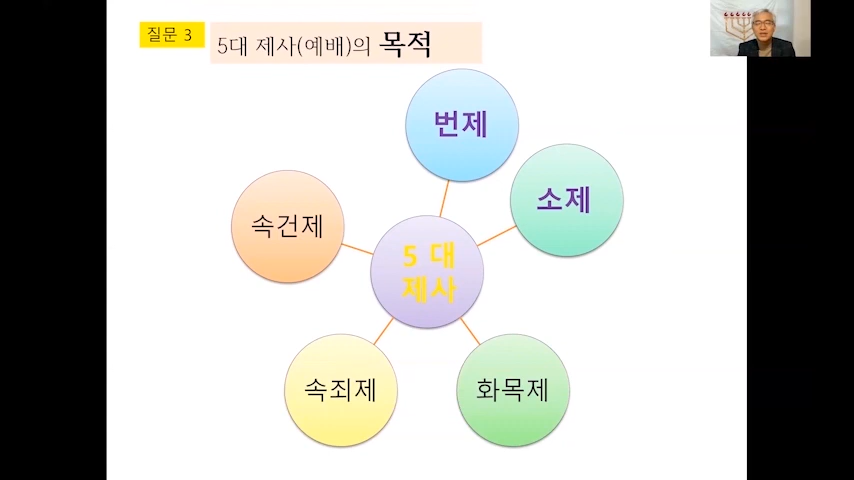 질문 3
5대 제사(예배)의 목적
번제
소제
속건제
5 대
제사
속죄제
화목제